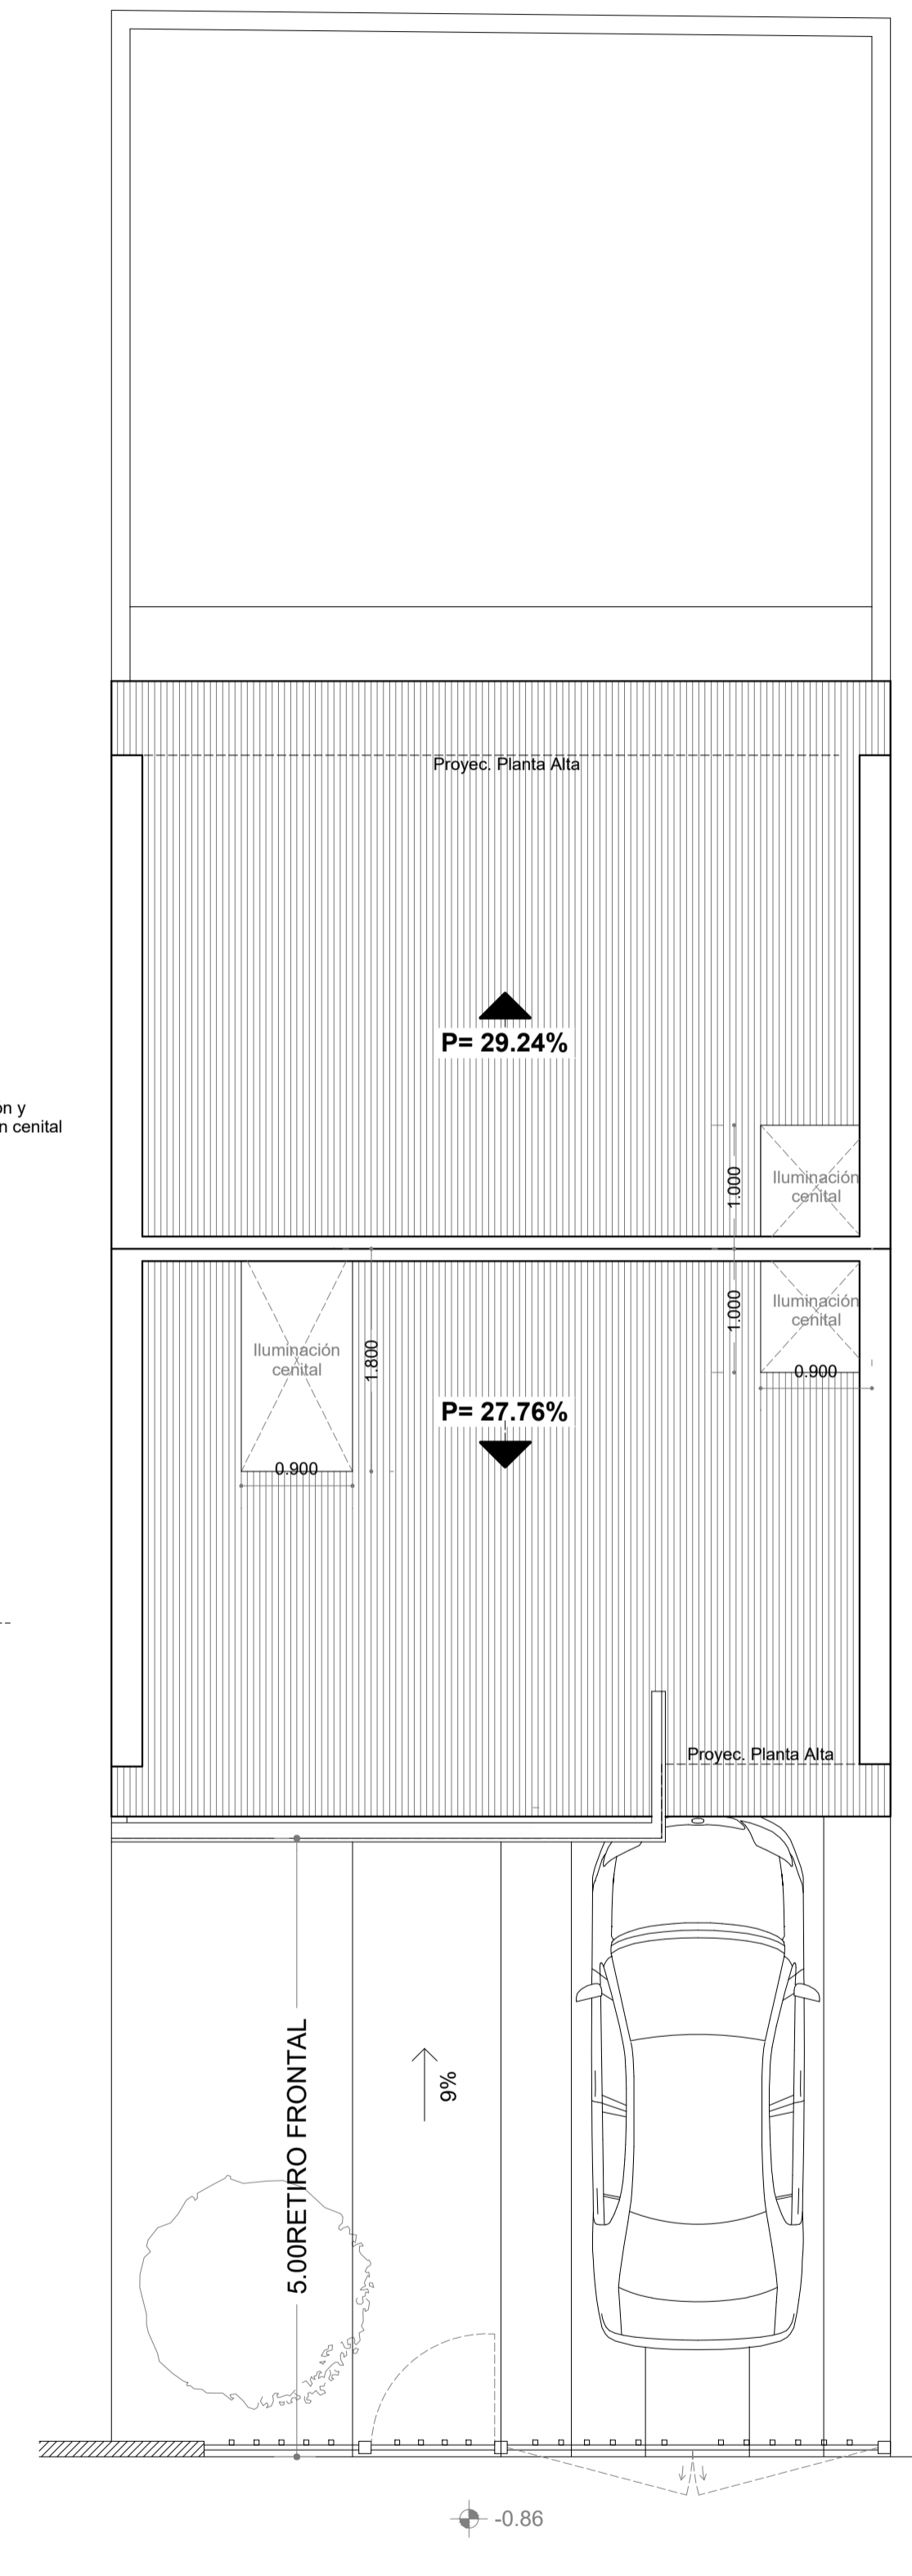 Proyec. Planta Alta
P= 29.24%
ón y
n cenital
1.000
Iluminación
cenital
1.000
Iluminación
cenital
0.900
Iluminación
cenital
1.800
0.900
P= 27.76%
Proyec. Planta Alta
5.00RETIRO FRONTAL
9%
-0.86